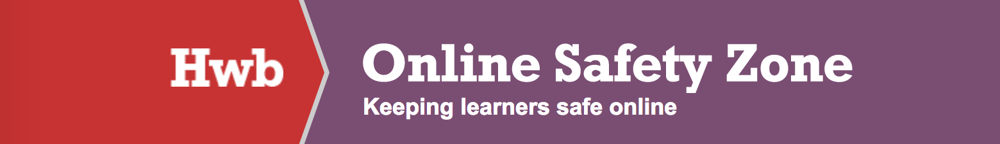 Hwb
Online Safety Zone
Keeping learners safe online